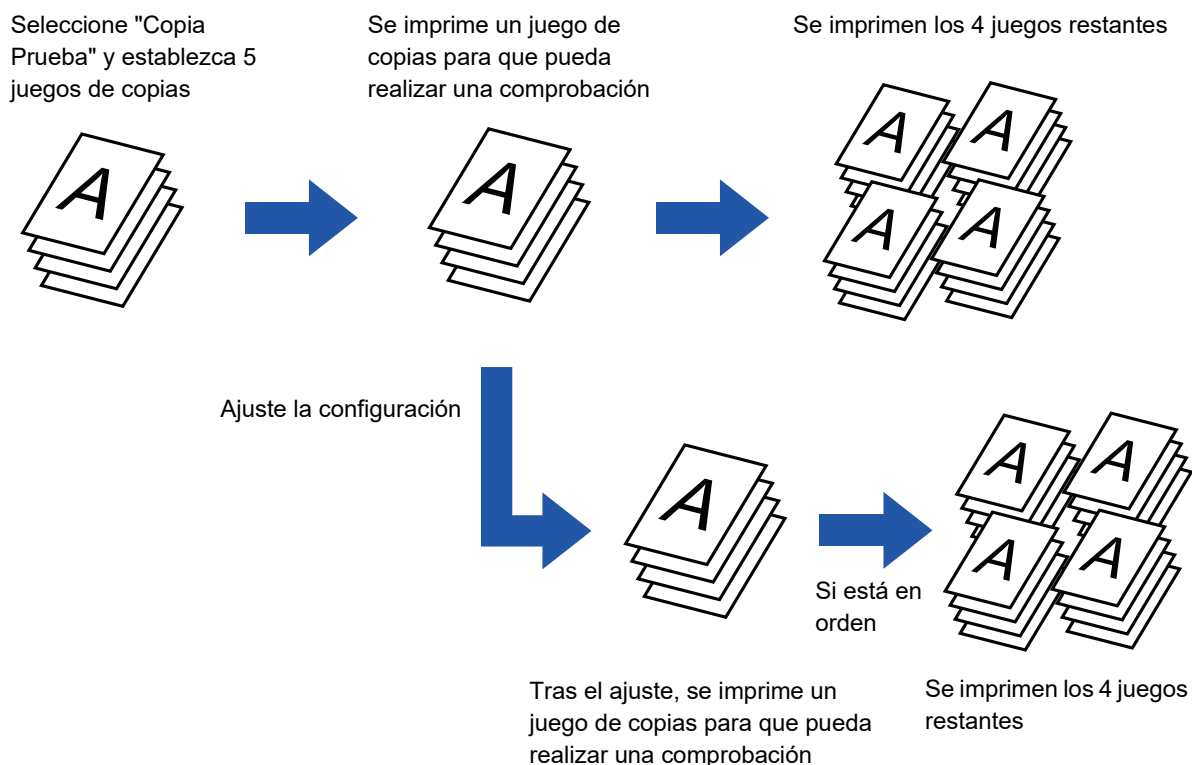 Seleccione "Copia
Prueba" y establezca 5
juegos de copias
Se imprime un juego de
copias para que pueda
realizar una comprobación
Se imprimen los 4 juegos restantes
A
A
A
A
A
A
Ajuste la configuración
A
A
A
A
A
Si está en
orden
Tras el ajuste, se imprime un
juego de copias para que pueda
realizar una comprobación
Se imprimen los 4 juegos
restantes